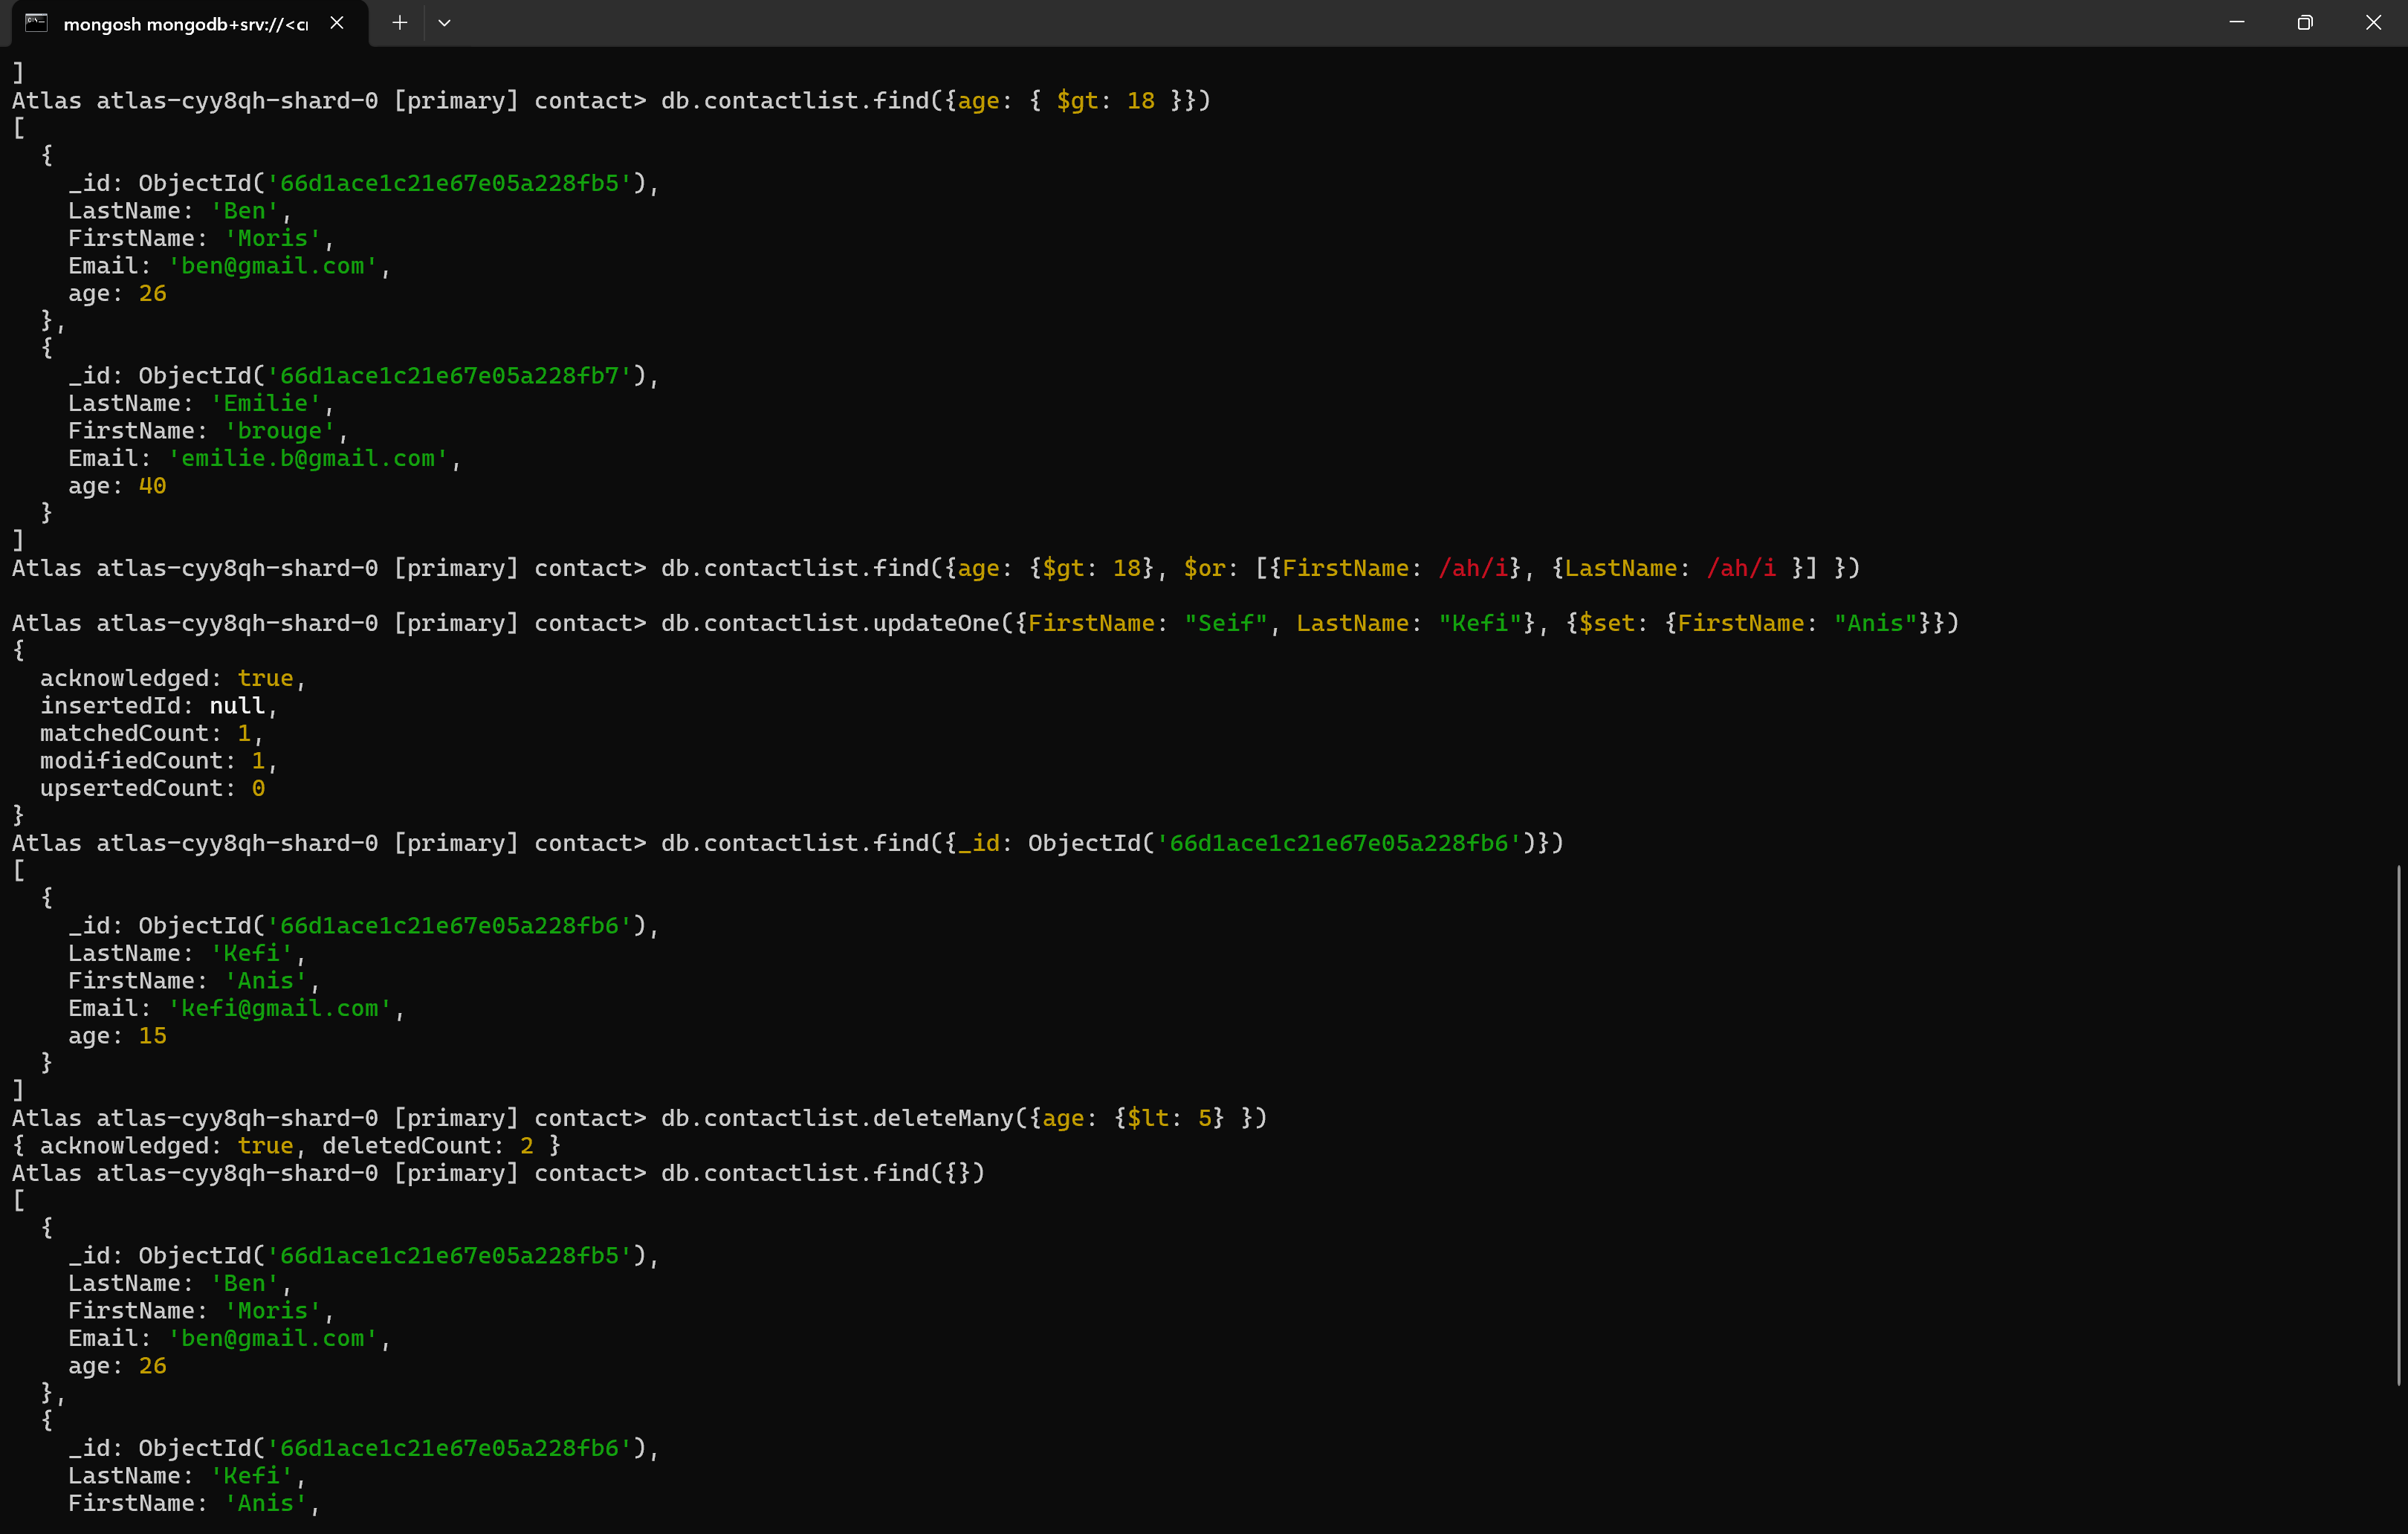 mongosh mongodb+srv://<c
]
Atlas atlas-cyy8qh-shard-0 [primary] contact> db.contactlist.find({age: { $gt: 18 }})
[
  {
    _id: ObjectId('66d1ace1c21e67e05a228fb5'),
    LastName: 'Ben',
    FirstName: 'Moris',
    Email: 'ben@gmail.com',
    age: 26
  },
  {
    _id: ObjectId('66d1ace1c21e67e05a228fb7'),
    LastName: 'Emilie',
    FirstName: 'brouge',
    Email: 'emilie.b@gmail.com',
    age: 40
  }
]
Atlas atlas-cyy8qh-shard-0 [primary] contact> db.contactlist.find({age: {$gt: 18}, $or: [{FirstName: /ah/i}, {LastName: /ah/i }] })
Atlas atlas-cyy8qh-shard-0 [primary] contact> db.contactlist.updateOne({FirstName: "Seif", LastName: "Kefi"}, {$set: {FirstName: "Anis"}})
{
  acknowledged: true,
  insertedId: null,
  matchedCount: 1,
  modifiedCount: 1,
  upsertedCount: 0
}
Atlas atlas-cyy8qh-shard-0 [primary] contact> db.contactlist.find({_id: ObjectId('66d1ace1c21e67e05a228fb6')})
[
  {
    _id: ObjectId('66d1ace1c21e67e05a228fb6'),
    LastName: 'Kefi',
    FirstName: 'Anis',
    Email: 'kefi@gmail.com',
    age: 15
  }
]
Atlas atlas-cyy8qh-shard-0 [primary] contact> db.contactlist.deleteMany({age: {$lt: 5} })
{ acknowledged: true, deletedCount: 2 }
Atlas atlas-cyy8qh-shard-0 [primary] contact> db.contactlist.find({})
[
  {
    _id: ObjectId('66d1ace1c21e67e05a228fb5'),
    LastName: 'Ben',
    FirstName: 'Moris',
    Email: 'ben@gmail.com',
    age: 26
  },
  {
    _id: ObjectId('66d1ace1c21e67e05a228fb6'),
    LastName: 'Kefi',
    FirstName: 'Anis',